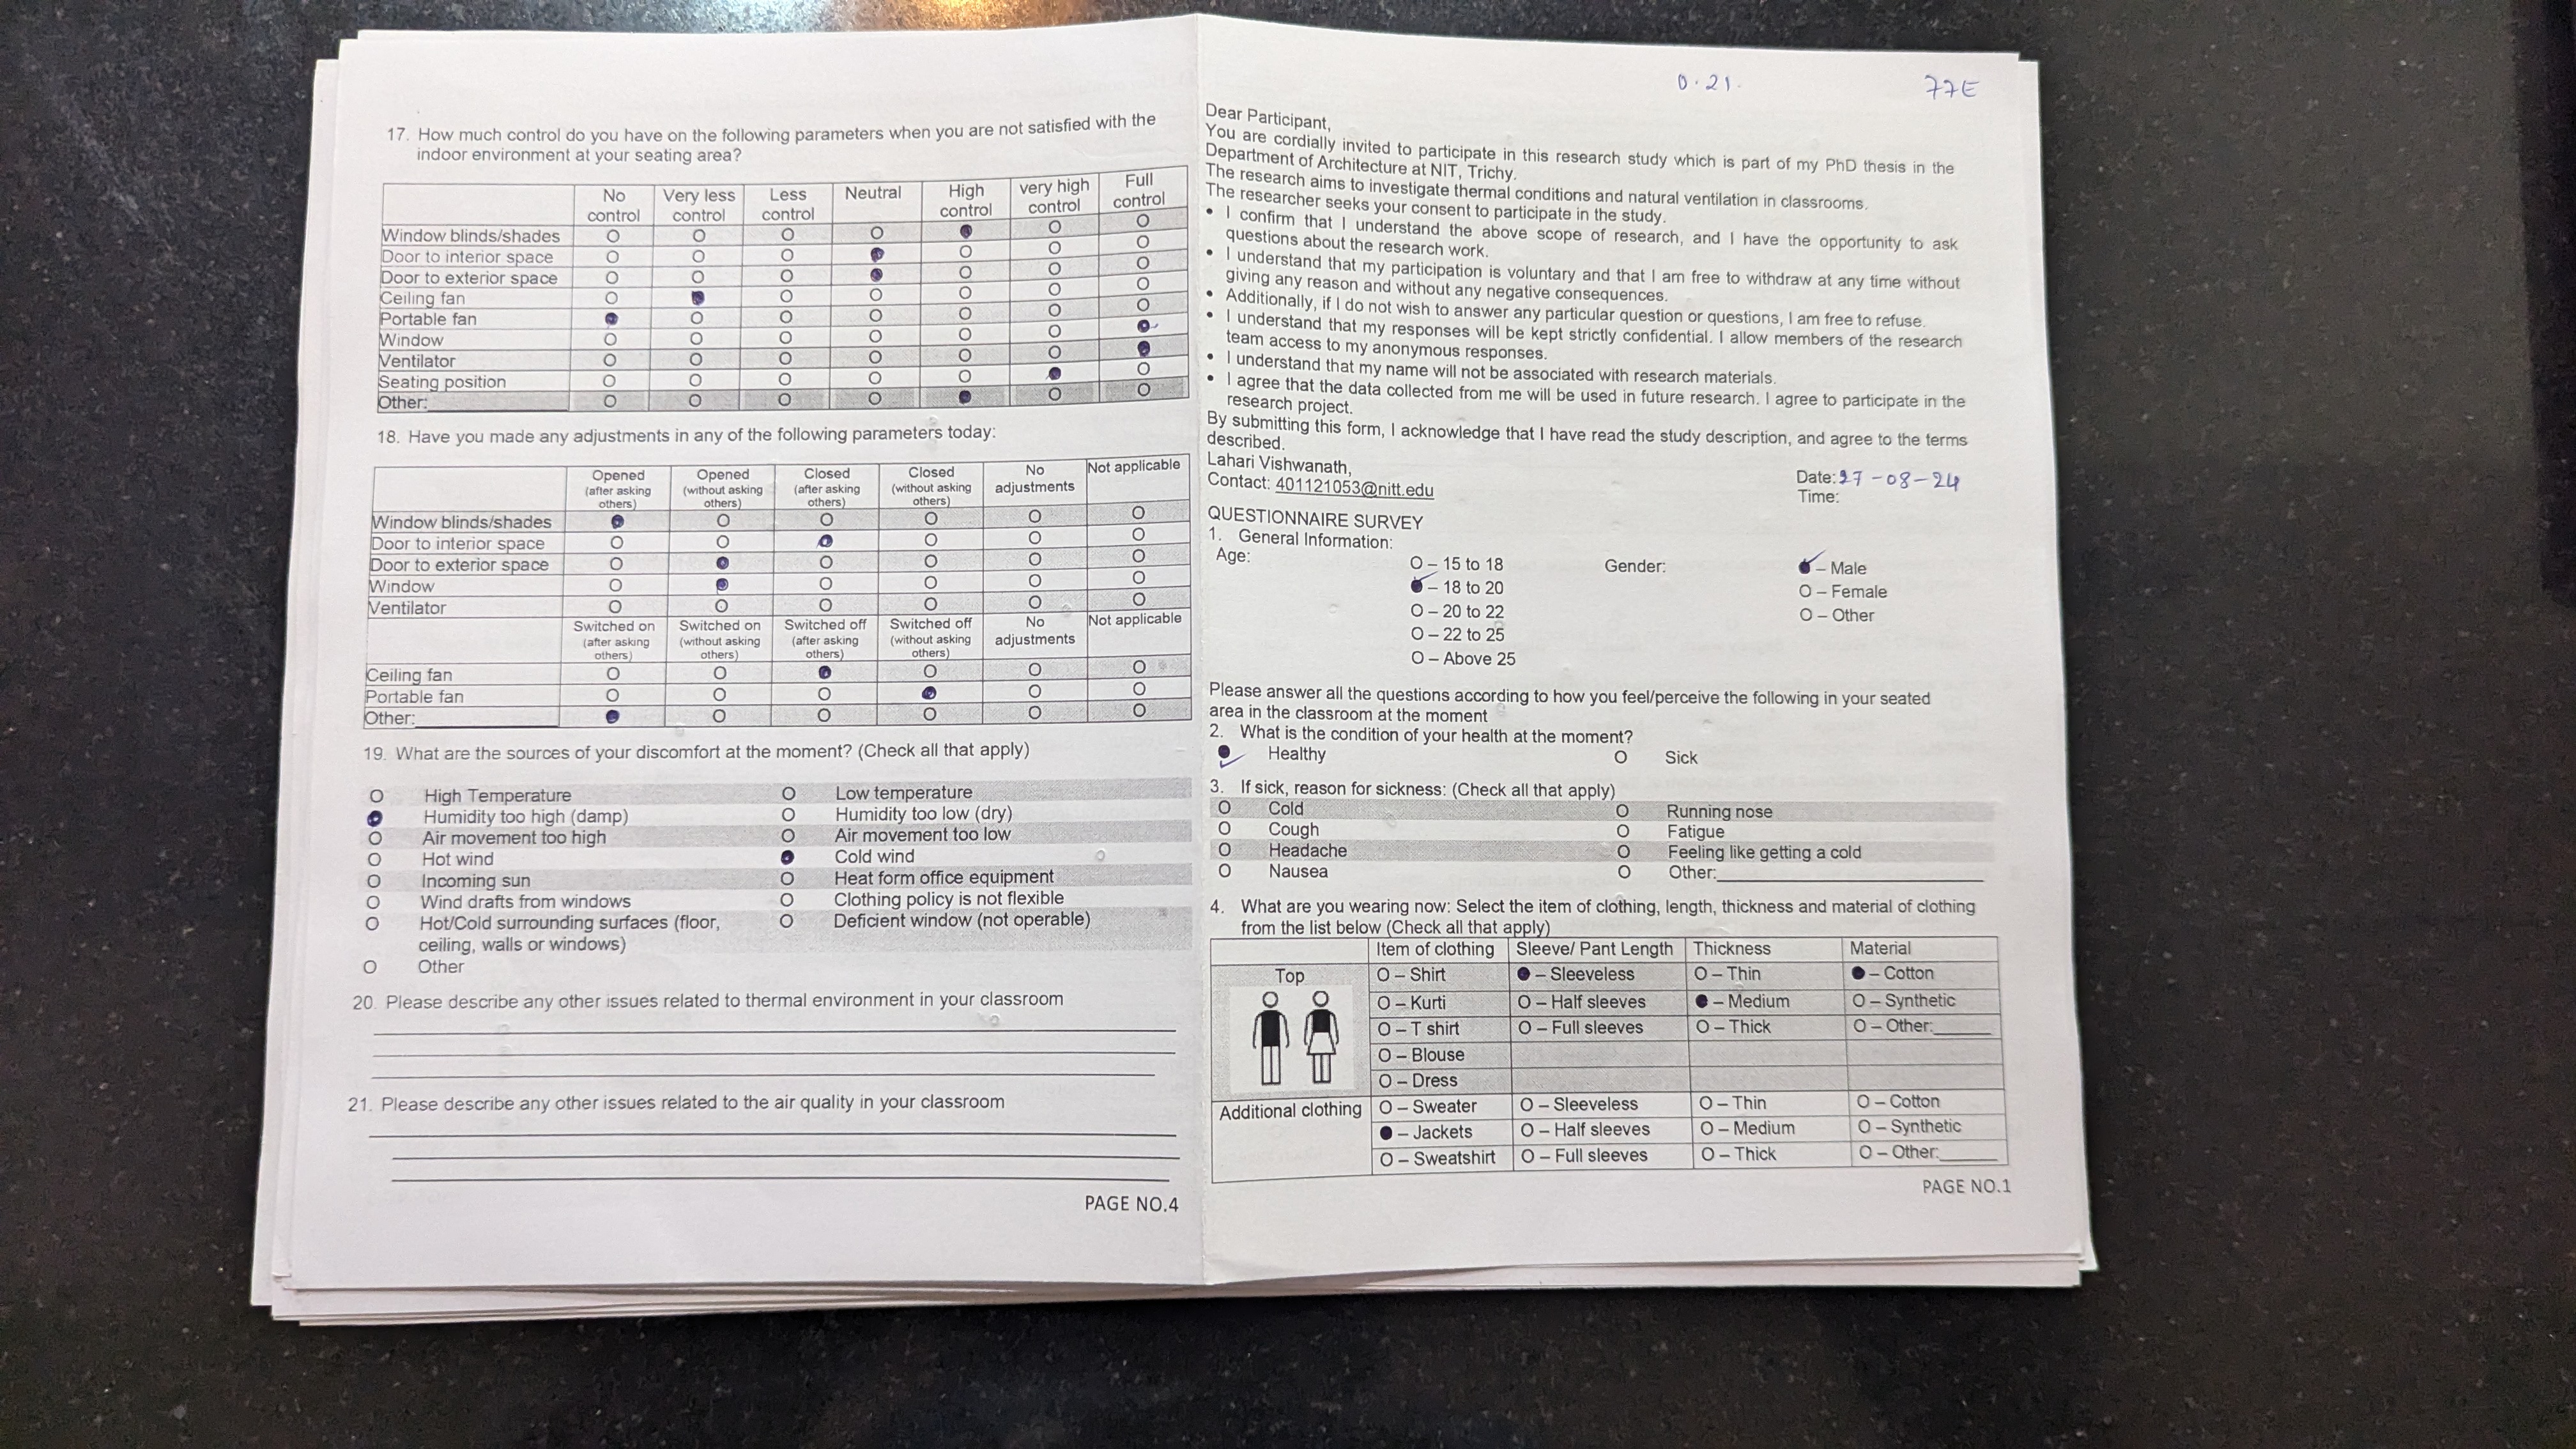 17. How much control do you have on the following parameters when you are not satisfied with the
indoor environment at your seating area?
No control Very less control Less control Neutral High control very high control Full control
Window blinds/shades O O O O ● O O
Door to interior space O O O ● O O O
Door to exterior space O O O ● O O O
Ceiling fan O ● O O O O O
Portable fan ● O O O O O O
Window O O O O O O ●
Ventilator O O O O O O ●
Seating position O O O O O ● O
Other: O O O O ● O O
18. Have you made any adjustments in any of the following parameters today:
Opened (after asking others) Opened (without asking others) Closed (after asking others) Closed (without asking others) No adjustments Not applicable
Window blinds/shades ● O O O O O
Door to interior space O O ● O O O
Door to exterior space O ● O O O O
Window O ● O O O O
Ventilator O O O O O O
Switched on (after asking others) Switched on (without asking others) Switched off (after asking others) Switched off (without asking others) No adjustments Not applicable
Ceiling fan O O ● O O O
Portable fan O O O ● O O
Other: ● O O O O O
19. What are the sources of your discomfort at the moment? (Check all that apply)
O High Temperature O Low temperature
● Humidity too high (damp) O Humidity too low (dry)
O Air movement too high O Air movement too low
O Hot wind ● Cold wind
O Incoming sun O Heat form office equipment
O Wind drafts from windows O Clothing policy is not flexible
O Hot/Cold surrounding surfaces (floor, O Deficient window (not operable)
ceiling, walls or windows)
O Other
20. Please describe any other issues related to thermal environment in your classroom
21. Please describe any other issues related to the air quality in your classroom
PAGE NO.4
0.21. 77E
Dear Participant,
You are cordially invited to participate in this research study which is part of my PhD thesis in the
Department of Architecture at NIT, Trichy.
The research aims to investigate thermal conditions and natural ventilation in classrooms.
The researcher seeks your consent to participate in the study.
• I confirm that I understand the above scope of research, and I have the opportunity to ask
questions about the research work.
• I understand that my participation is voluntary and that I am free to withdraw at any time without
giving any reason and without any negative consequences.
• Additionally, if I do not wish to answer any particular question or questions, I am free to refuse.
• I understand that my responses will be kept strictly confidential. I allow members of the research
team access to my anonymous responses.
• I understand that my name will not be associated with research materials.
• I agree that the data collected from me will be used in future research. I agree to participate in the
research project.
By submitting this form, I acknowledge that I have read the study description, and agree to the terms
described.
Lahari Vishwanath, Date: 27-08-24
Contact: 401121053@nitt.edu Time:
QUESTIONNAIRE SURVEY
1. General Information:
Age: O – 15 to 18 Gender: ● – Male
● – 18 to 20 O – Female
O – 20 to 22 O – Other
O – 22 to 25
O – Above 25
Please answer all the questions according to how you feel/perceive the following in your seated
area in the classroom at the moment
2. What is the condition of your health at the moment?
● Healthy O Sick
3. If sick, reason for sickness: (Check all that apply)
O Cold O Running nose
O Cough O Fatigue
O Headache O Feeling like getting a cold
O Nausea O Other:
4. What are you wearing now: Select the item of clothing, length, thickness and material of clothing
from the list below (Check all that apply)
Item of clothing Sleeve/ Pant Length Thickness Material
Top O – Shirt ● – Sleeveless O – Thin ● – Cotton
O – Kurti O – Half sleeves ● – Medium O – Synthetic
O – T shirt O – Full sleeves O – Thick O – Other:
O – Blouse
O – Dress
Additional clothing O – Sweater O – Sleeveless O – Thin O – Cotton
● – Jackets O – Half sleeves O – Medium O – Synthetic
O – Sweatshirt O – Full sleeves O – Thick O – Other:
PAGE NO.1